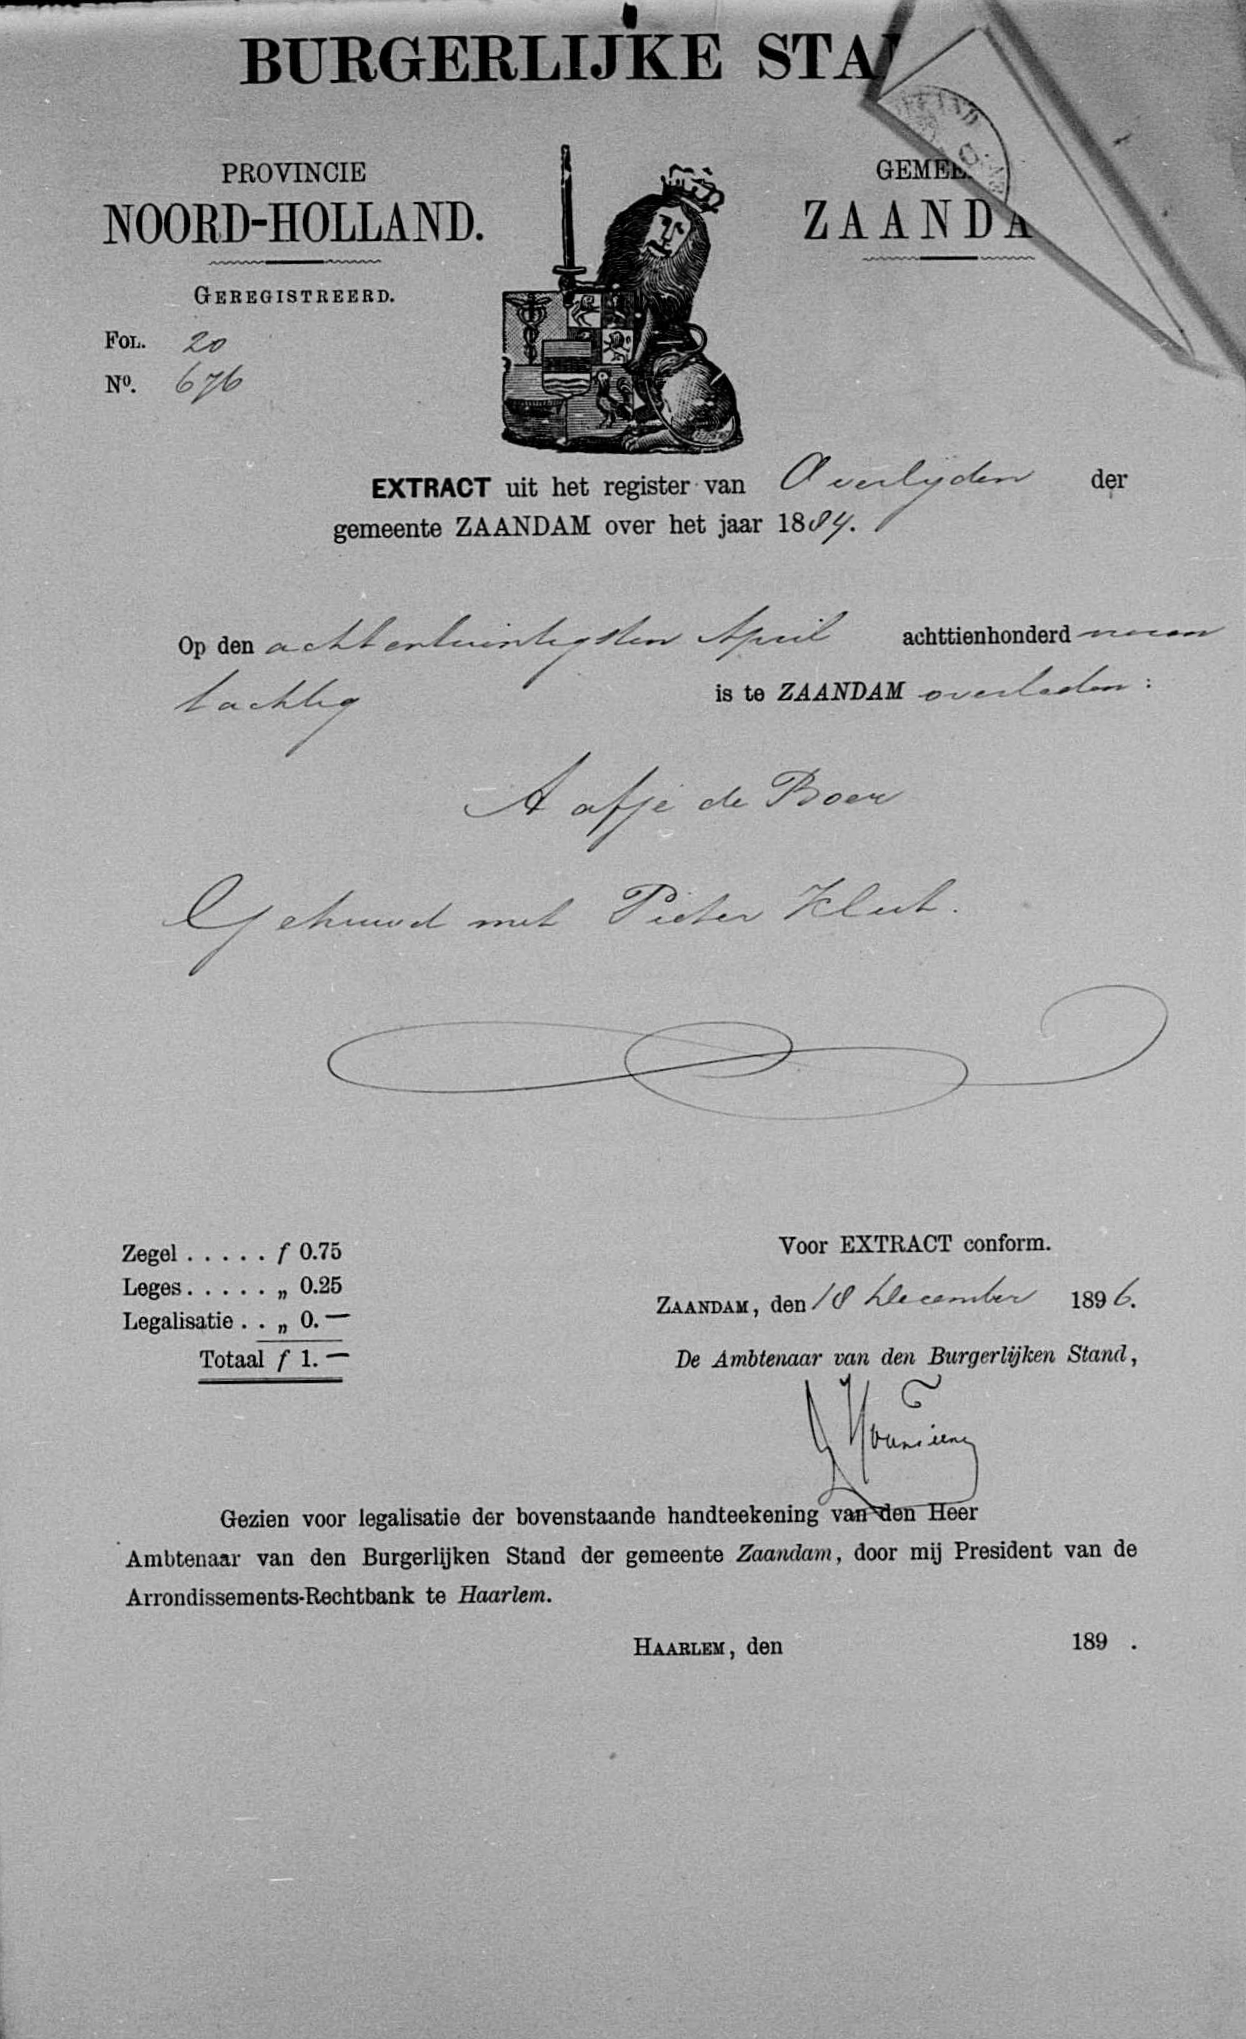 BURGERLIJKE STA
PROVINCIE
NOORD-HOLLAND.
GEMEE
ZAANDA
GEREGISTREERD.
FOL. 20
No. 676
EXTRACT uit het register van Overlijden der
gemeente ZAANDAM over het jaar 1884.
Op den achtentwintigsten April achttienhonderd
tachtig is te ZAANDAM overleden:
Aafje de Boer
Gehuwd met Pieter Klut.
Zegel . . . . . f 0.75
Leges . . . . . „ 0.25
Legalisatie . . „ 0.—
Totaal f 1.—
Voor EXTRACT conform.
ZAANDAM, den 18 December 1896.
De Ambtenaar van den Burgerlijken Stand,
Gezien voor legalisatie der bovenstaande handteekening van den Heer
Ambtenaar van den Burgerlijken Stand der gemeente Zaandam, door mij President van de
Arrondissements-Rechtbank te Haarlem.
HAARLEM, den 189 .